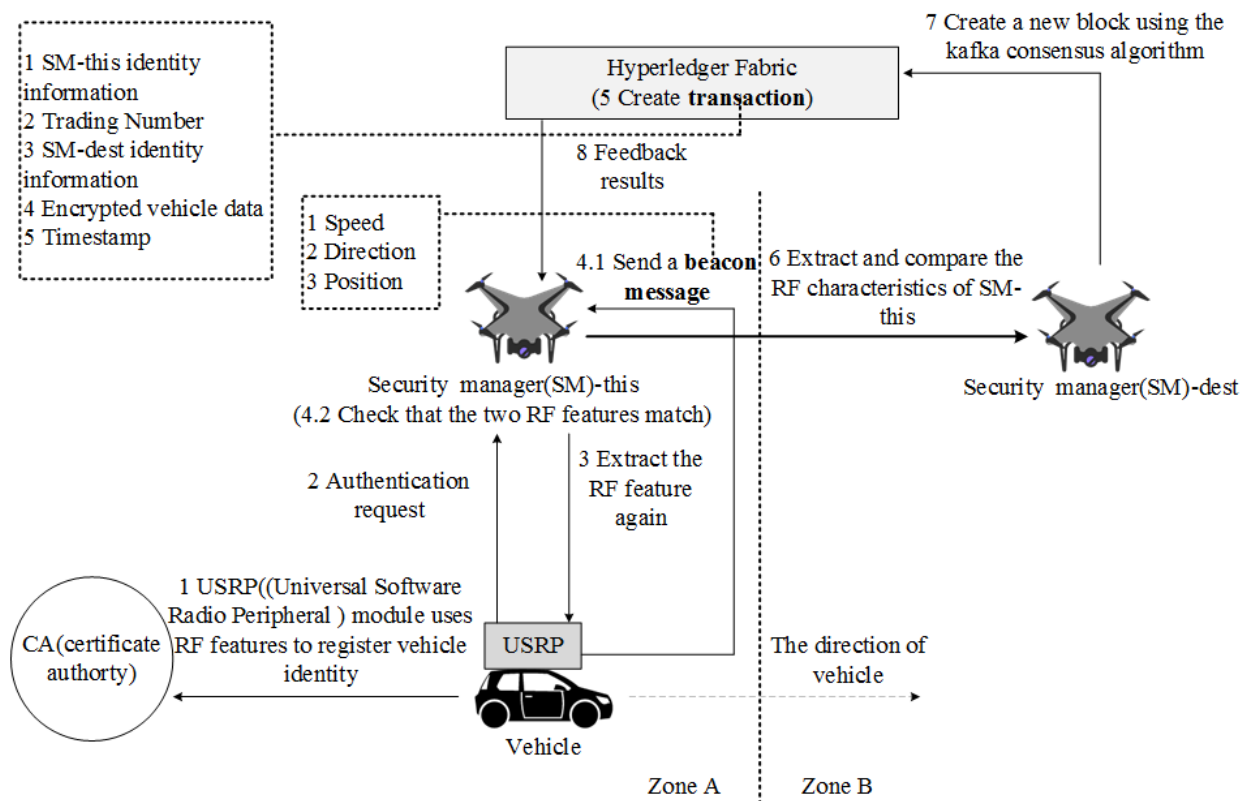 1 SM-this identity
information
2 Trading Number
3 SM-dest identity
information
4 Encrypted vehicle data
5 Timestamp
Hyperledger Fabric
(5 Create transaction)
7 Create a new block using the
kafka consensus algorithm
8 Feedback
results
1 Speed
2 Direction
3 Position
4.1 Send a beacon
message
6 Extract and compare the
RF characteristics of SM-
this
Security manager(SM)-this
(4.2 Check that the two RF features match)
Security manager(SM)-dest
2 Authentication
request
3 Extract the
RF feature
again
CA(certificate
authorty)
1 USRP((Universal Software
Radio Peripheral ) module uses
RF features to register vehicle
identity
USRP
Vehicle
The direction of
vehicle
Zone A
Zone B